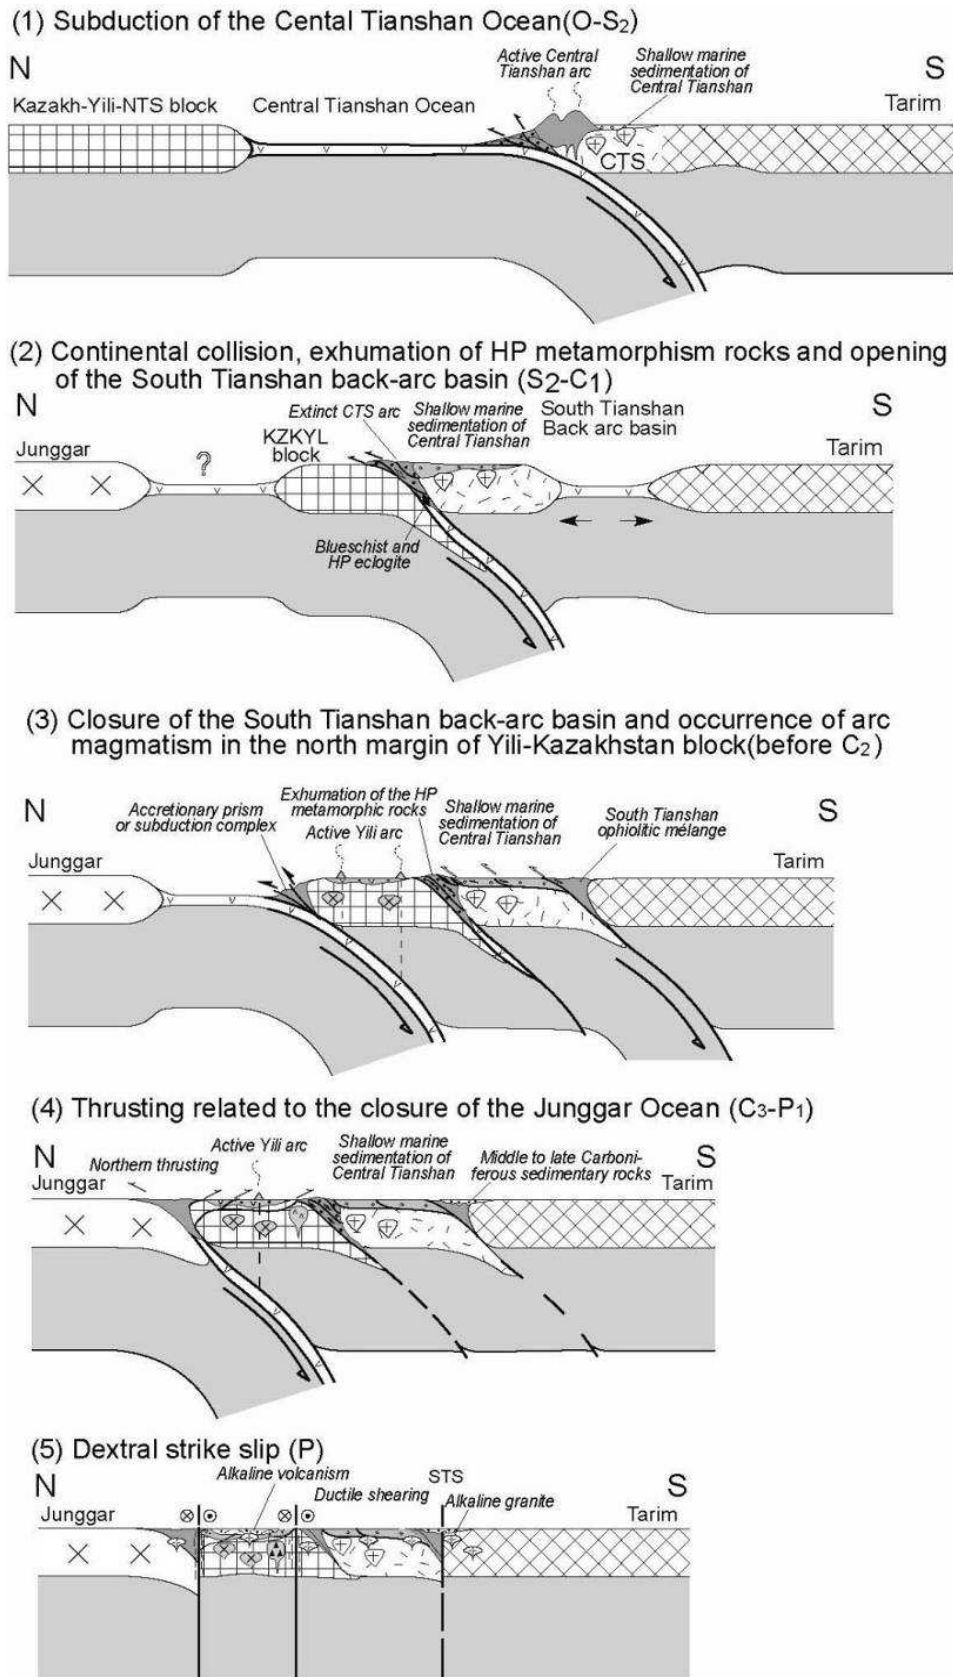 (1) Subduction of the Cental Tianshan Ocean(O-S2)
N
Active Central
Tianshan arc
Shallow marine
sedimentation of
Central Tianshan
S
Kazakh-Yili-NTS block
Central Tianshan Ocean
Tarim
CTS
(2) Continental collision, exhumation of HP metamorphism rocks and opening
of the South Tianshan back-arc basin (S2-C1)
N
Extinct CTS arc
Shallow marine
sedimentation of
Central Tianshan
South Tianshan
Back arc basin
S
Junggar
?
KZKYL
block
Tarim
Blueschist and
HP eclogite
(3) Closure of the South Tianshan back-arc basin and occurrence of arc
magmatism in the north margin of Yili-Kazakhstan block(before C2)
N
Accretionary prism
or subduction complex
Exhumation of the HP
metamorphic rocks
Active Yili arc
Shallow marine
sedimentation of
Central Tianshan
South Tianshan
ophiolitic mélange
S
Junggar
Tarim
(4) Thrusting related to the closure of the Junggar Ocean (C3-P1)
N
Northern thrusting
Active Yili arc
Shallow marine
sedimentation of
Central Tianshan
Middle to late Carboni-
ferous sedimentary rocks
S
Junggar
Tarim
(5) Dextral strike slip (P)
N
Alkaline volcanism
Ductile shearing
STS
Alkaline granite
S
Junggar
Tarim